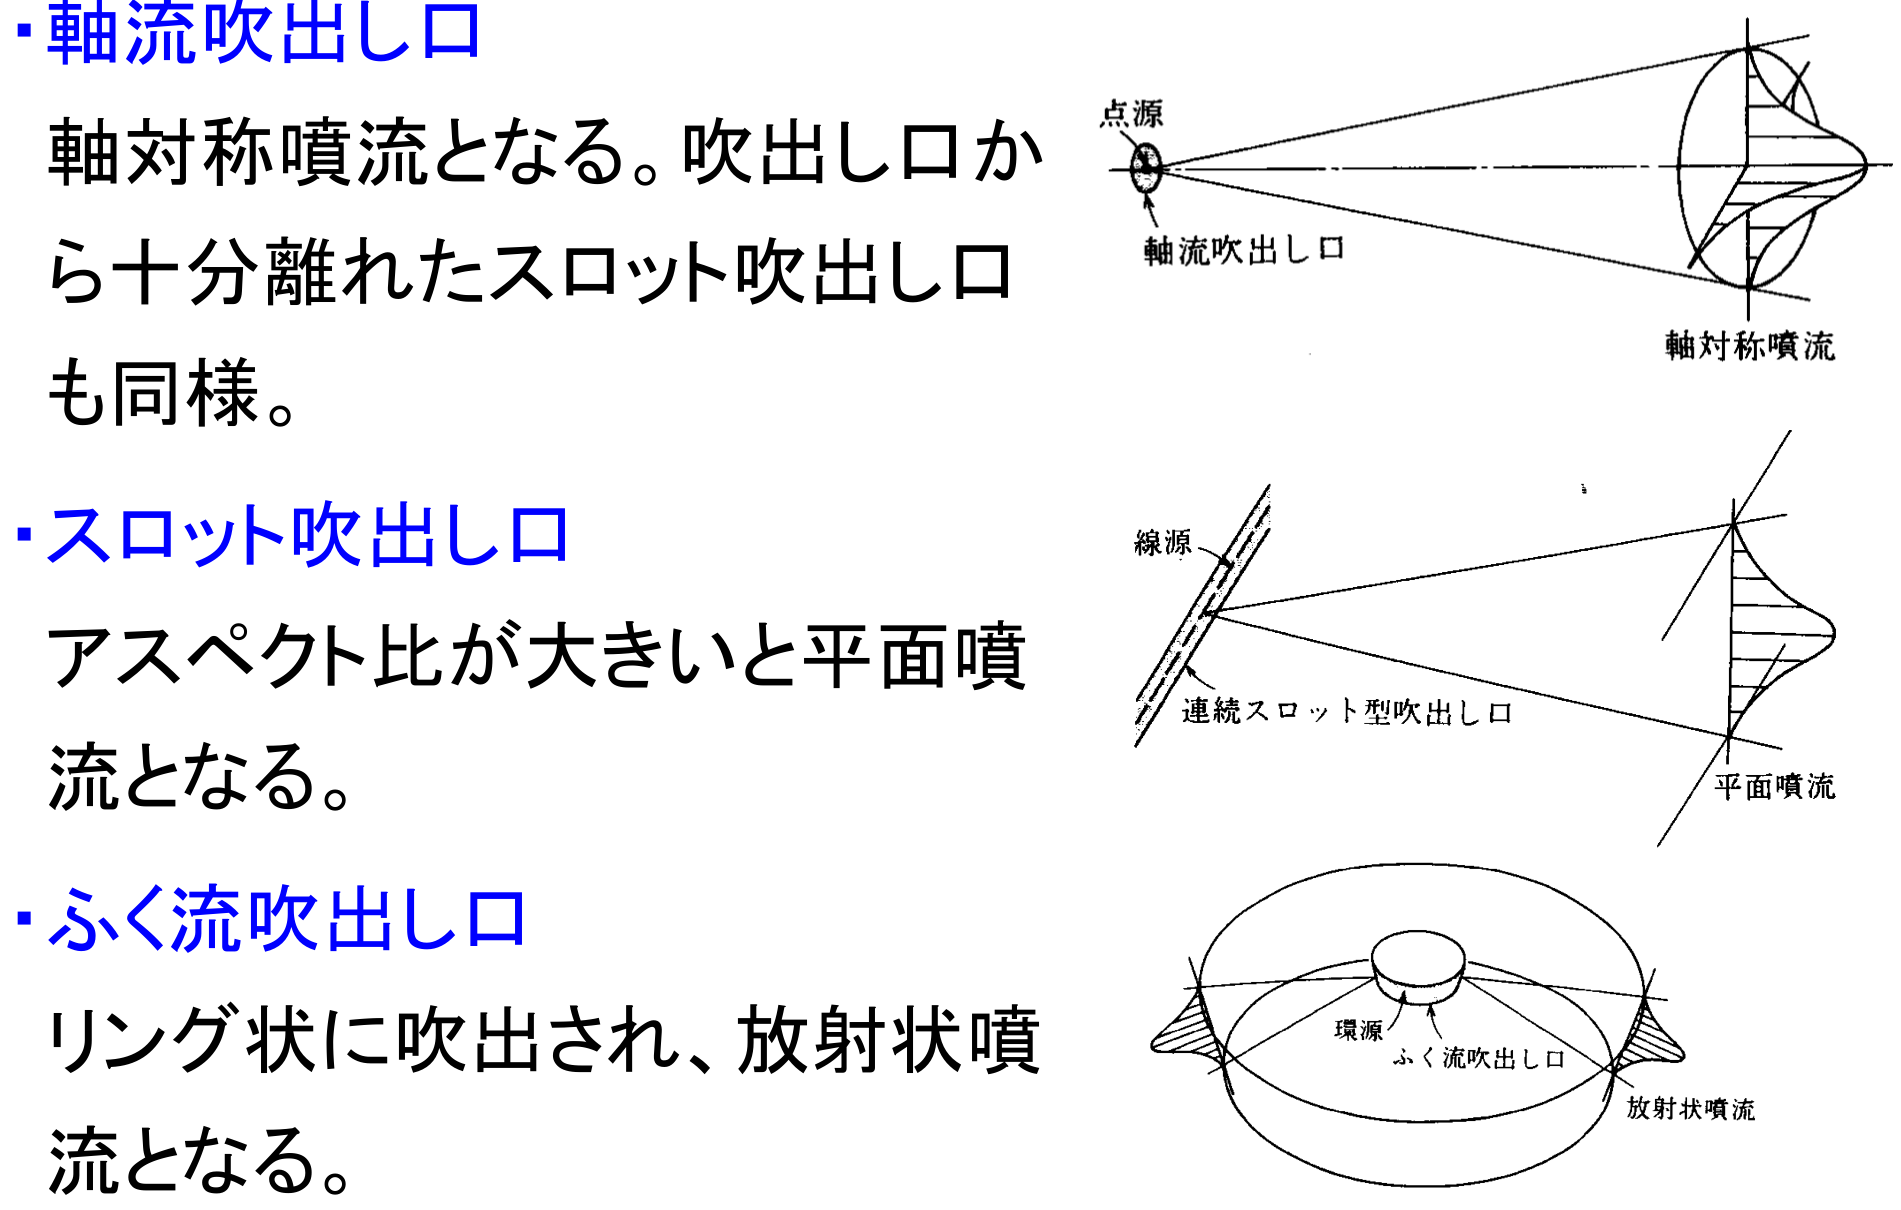 ・軸流吹出し口
軸対称噴流となる。吹出し口か
ら十分離れたスロット吹出し口
も同様。
・スロット吹出し口
アスペクト比が大きいと平面噴
流となる。
・ふく流吹出し口
リング状に吹出され、放射状噴
流となる。
点源
軸流吹出し口
軸対称噴流
線源
連続スロット型吹出し口
平面噴流
環源
ふく流吹出し口
放射状噴流